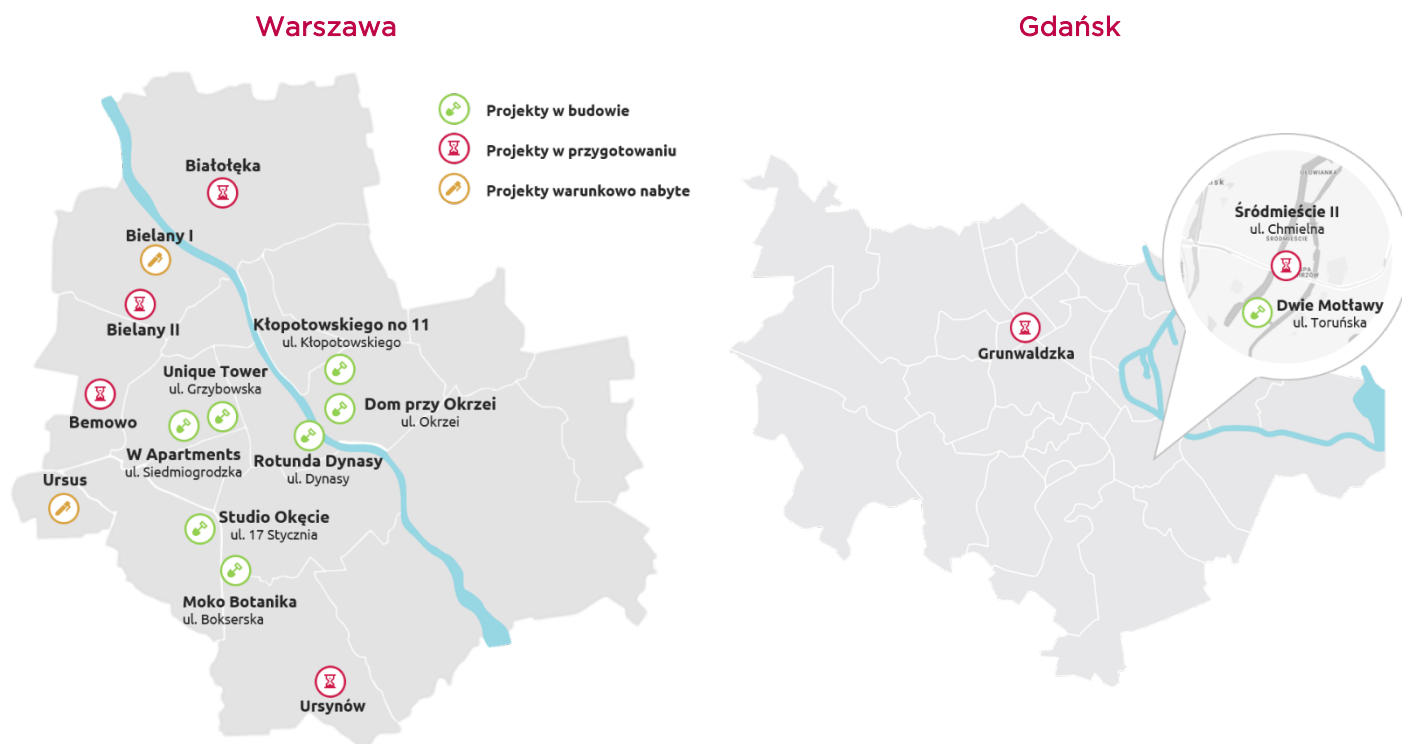 Warszawa
Gdańsk
Projekty w budowie
Projekty w przygotowaniu
Projekty warunkowo nabyte
Białołęka
Bielany I
Bielany II
Kłopotowskiego no 11
ul. Kłopotowskiego
Unique Tower
ul. Grzybowska
Bemowo
Dom przy Okrzei
ul. Okrzei
W Apartments
ul. Siedmiogrodzka
Rotunda Dynasy
ul. Dynasy
Ursus
Studio Okęcie
ul. 17 Stycznia
Moko Botanika
ul. Bokserska
Ursynów
Grunwaldzka
OŁOWIANKA
Śródmieście II
ul. Chmielna
ŚRÓDMIEŚCIE
Dwie Motławy
ul. Toruńska